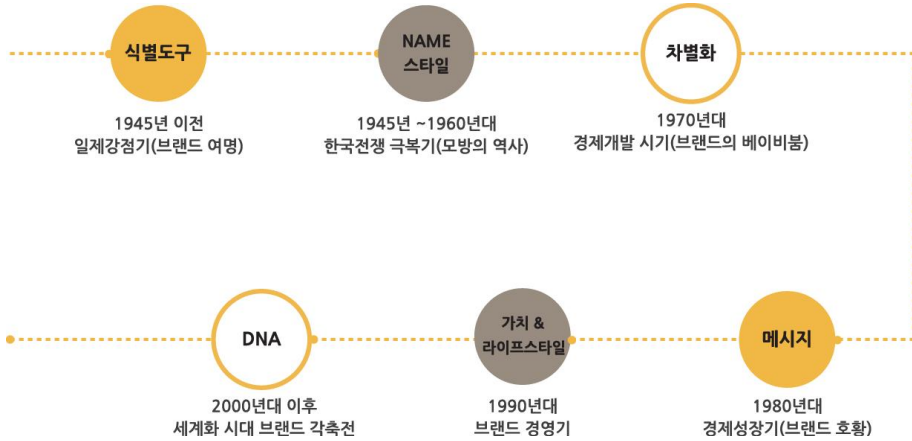 식별도구
1945년 이전
일제강점기(브랜드 여명)
NAME
스타일
1945년 ~1960년대
한국전쟁 극복기(모방의 역사)
차별화
1970년대
경제개발 시기(브랜드의 베이비붐)
메시지
1980년대
경제성장기(브랜드 호황)
가치 &
라이프스타일
1990년대
브랜드 경영기
DNA
2000년대 이후
세계화 시대 브랜드 각축전